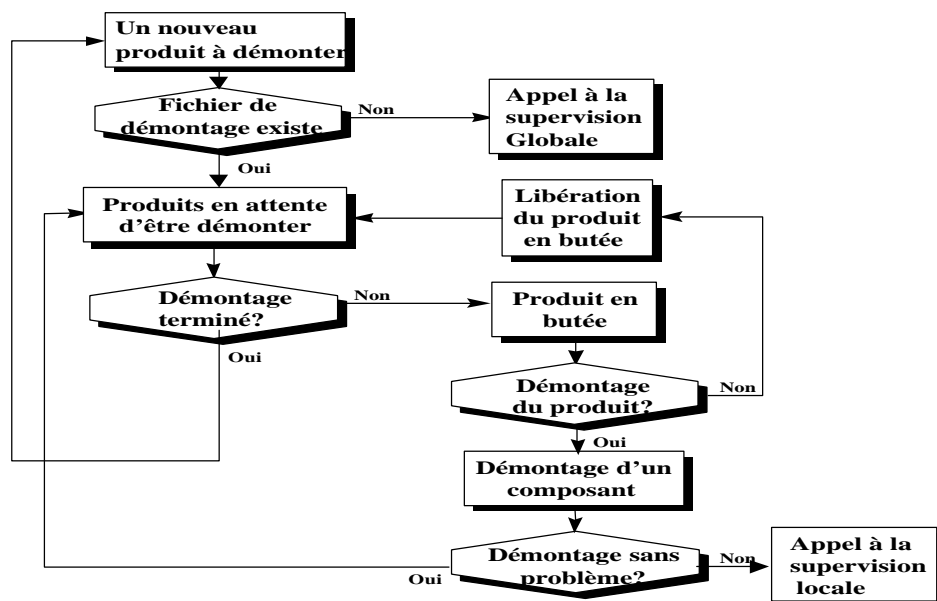 Un nouveau
produit à démonter
Fichier de
démontage existe
Non
Appel à la
supervision
Globale
Oui
Produits en attente
d'être démonter
Libération
du produit
en butée
Démontage
terminé?
Non
Produit en
butée
Oui
Démontage
du produit?
Non
Oui
Démontage d'un
composant
Démontage sans
problème?
Non
Oui
Appel à la
supervision
locale